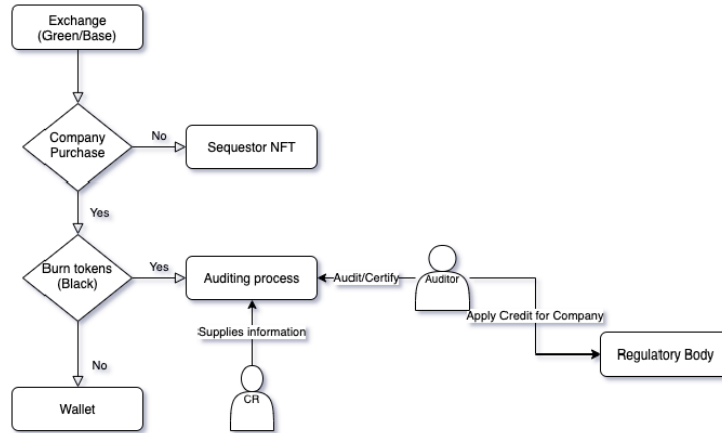 Exchange
(Green/Base)
Company
Purchase
No
Sequestor NFT
Yes
Burn tokens
(Black)
Yes
Auditing process
Audit/Certify
Auditor
Apply Credit for Company
Supplies information
Regulatory Body
No
CR
Wallet